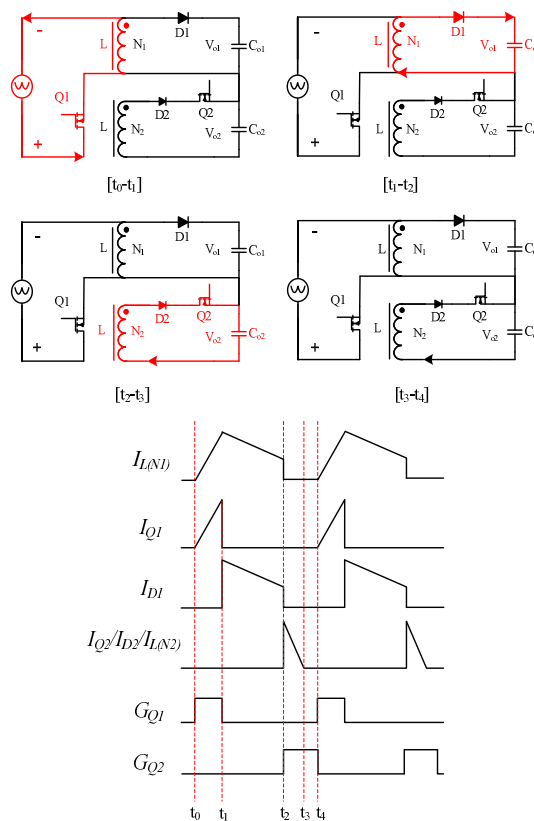 -
L
N1
D1
Vo1
Co1
Q1
+
L
N2
D2
Q2
Vo2
Co2
[t0-t1]
-
L
N1
D1
Vo1
C
Q1
+
L
N2
D2
Q2
Vo2
C
[t1-t2]
-
L
N1
D1
Vo1
Co1
Q1
+
L
N2
D2
Q2
Vo2
Co2
[t2-t3]
-
L
N1
D1
Vo1
C
Q1
+
L
N2
D2
Q2
Vo2
C
[t3-t4]
IL(N1)
IQ1
ID1
IQ2/ID2/IL(N2)
GQ1
GQ2
t0 t1 t2 t3 t4